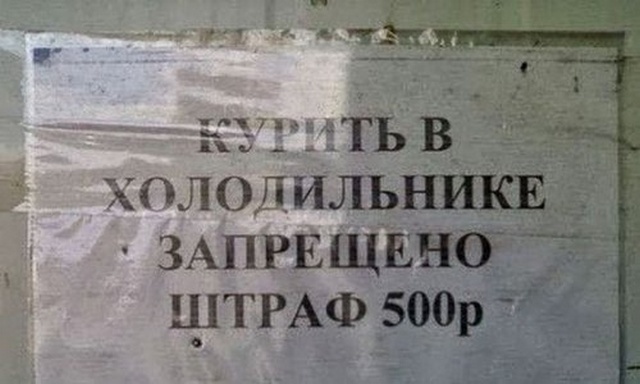 КУРИТЬ В
ХОЛОДИЛЬНИКЕ
ЗАПРЕЩЕНО
ШТРАФ 500р